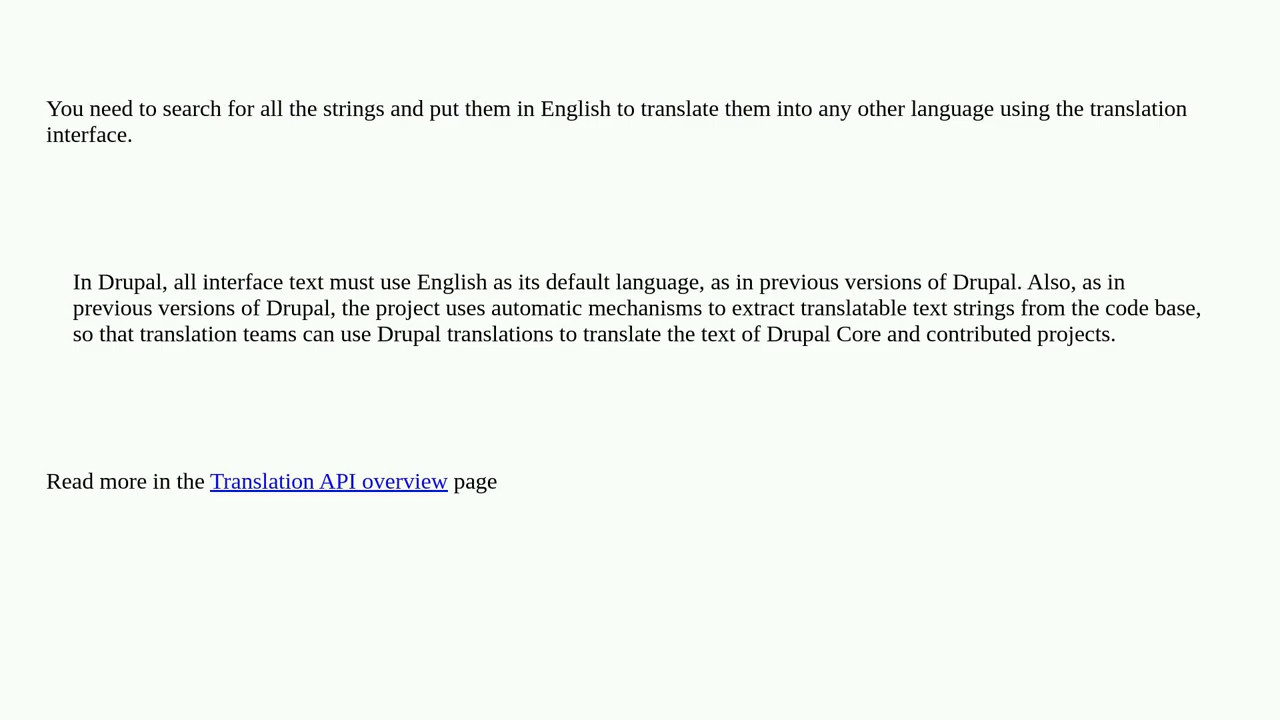 You need to search for all the strings and put them in English to translate them into any other language using the translation
interface.
In Drupal, all interface text must use English as its default language, as in previous versions of Drupal. Also, as in
previous versions of Drupal, the project uses automatic mechanisms to extract translatable text strings from the code base,
so that translation teams can use Drupal translations to translate the text of Drupal Core and contributed projects.
Read more in the Translation API overview page